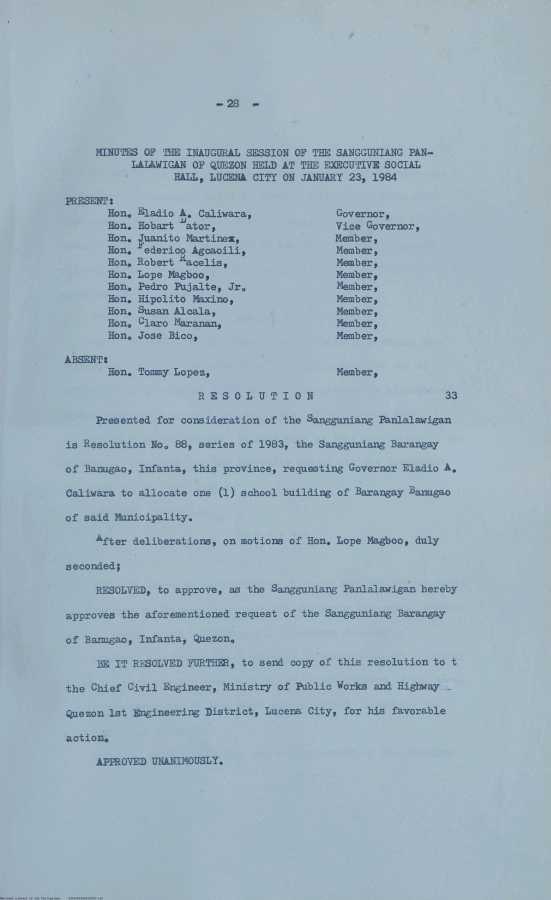 - 28 -
MINUTES OF THE INAUGURAL SESSION OF THE SANGGUNIANG PAN-
LALAWIGAN OF QUEZON HELD AT THE EXECUTIVE SOCIAL
HALL, LUCENA CITY ON JANUARY 23, 1984
PRESENT:
Hon. Eladio A. Caliwara, Governor,
Hon. Hobart Dator, Vice Governor,
Hon. Juanito Martinez, Member,
Hon. Federico Agcaoili, Member,
Hon. Robert Racelis, Member,
Hon. Lope Magboo, Member,
Hon. Pedro Pujalte, Jr. Member,
Hon. Hipolito Maxino, Member,
Hon. Susan Alcala, Member,
Hon. Claro Maranan, Member,
Hon. Jose Bico, Member,
ABSENT:
Hon. Tommy Lopez, Member,
R E S O L U T I O N 33
Presented for consideration of the Sangguniang Panlalawigan
is Resolution No. 88, series of 1983, the Sangguniang Barangay
of Banugao, Infanta, this province, requesting Governor Eladio A.
Caliwara to allocate one (1) school building of Barangay Banugao
of said Municipality.
After deliberations, on motions of Hon. Lope Magboo, duly
seconded;
RESOLVED, to approve, as the Sangguniang Panlalawigan hereby
approves the aforementioned request of the Sangguniang Barangay
of Banugao, Infanta, Quezon.
BE IT RESOLVED FURTHER, to send copy of this resolution to t
the Chief Civil Engineer, Ministry of Public Works and Highway
Quezon 1st Engineering District, Lucena City, for his favorable
action.
APPROVED UNANIMOUSLY.